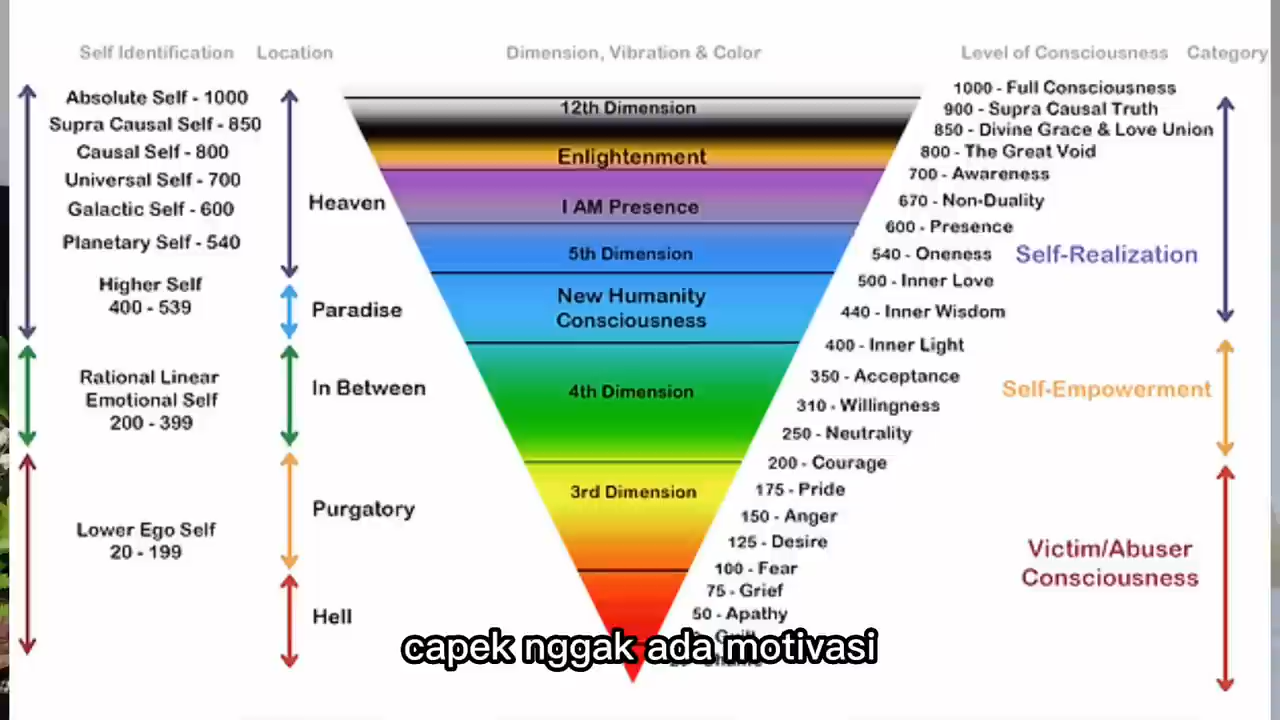 Self Identification
Location
Dimension, Vibration & Color
Level of Consciousness
Category
Absolute Self - 1000
Supra Causal Self - 850
Causal Self - 800
Universal Self - 700
Galactic Self - 600
Planetary Self - 540
Higher Self
400 - 539
Rational Linear
Emotional Self
200 - 399
Lower Ego Self
20 - 199
Heaven
Paradise
In Between
Purgatory
Hell
12th Dimension
Enlightenment
I AM Presence
5th Dimension
New Humanity
Consciousness
4th Dimension
3rd Dimension
1000 - Full Consciousness
900 - Supra Causal Truth
850 - Divine Grace & Love Union
800 - The Great Void
700 - Awareness
670 - Non-Duality
600 - Presence
540 - Oneness
500 - Inner Love
440 - Inner Wisdom
400 - Inner Light
350 - Acceptance
310 - Willingness
250 - Neutrality
200 - Courage
175 - Pride
150 - Anger
125 - Desire
100 - Fear
75 - Grief
50 - Apathy
Self-Realization
Self-Empowerment
Victim/Abuser
Consciousness
capek nggak ada motivasi